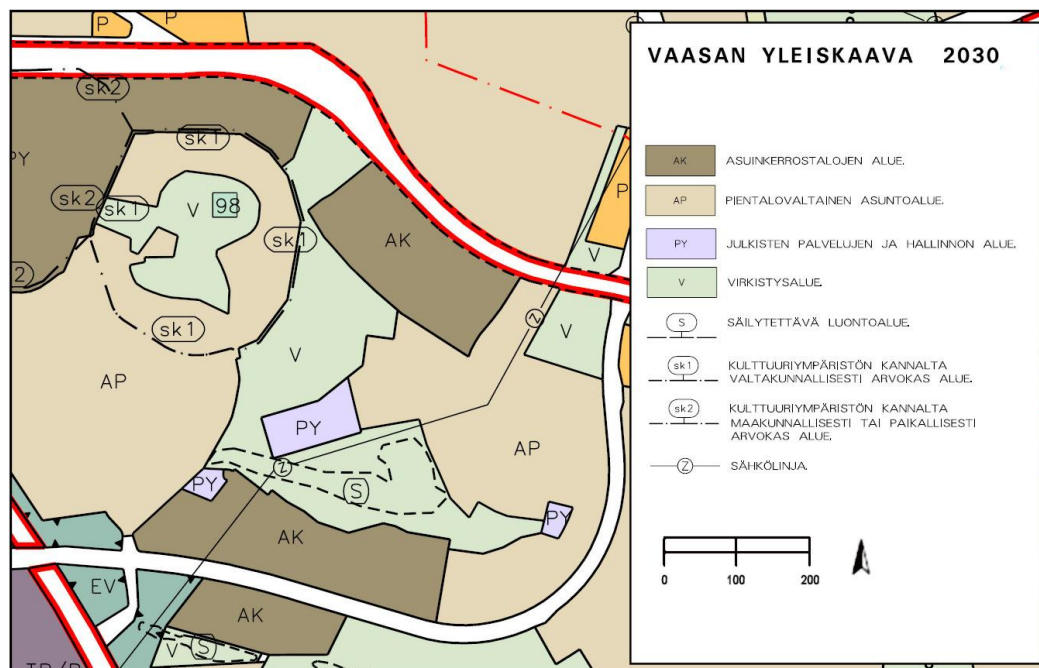 P
P
VAASAN YLEISKAAVA 2030
sk2
sk1
PY
AK
ASUINKERROSTALOJEN ALUE.
sk2
sk1
V
98
P
AP
PIENTALOVALTAINEN ASUNTOALUE.
AK
sk1
PY
JULKISTEN PALVELUJEN JA HALLINNON ALUE.
V
2
V
VIRKISTYSALUE.
sk1
Z
V
S
SÄILYTETTÄVÄ LUONTOALUE.
V
AP
sk1
KULTTUURIYMPÄRISTÖN KANNALTA
VALTAKUNNALLISESTI ARVOKAS ALUE.
PY
AP
sk2
KULTTUURIYMPÄRISTÖN KANNALTA
MAAKUNNALLISESTI TAI PAIKALLISESTI
ARVOKAS ALUE.
Z
Z
SÄHKÖLINJA.
PY
S
PY
AK
EV
0
100
200
AK
V
S